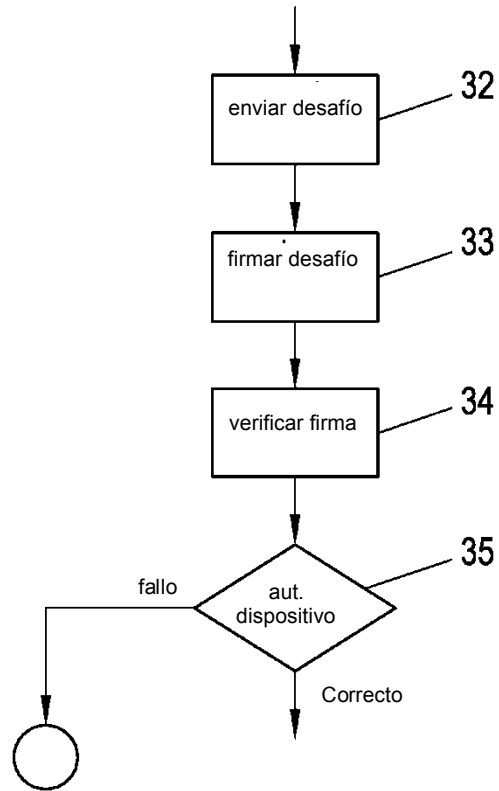 enviar desafío
32
firmar desafío
33
verificar firma
34
35
fallo
aut.
dispositivo
Correcto